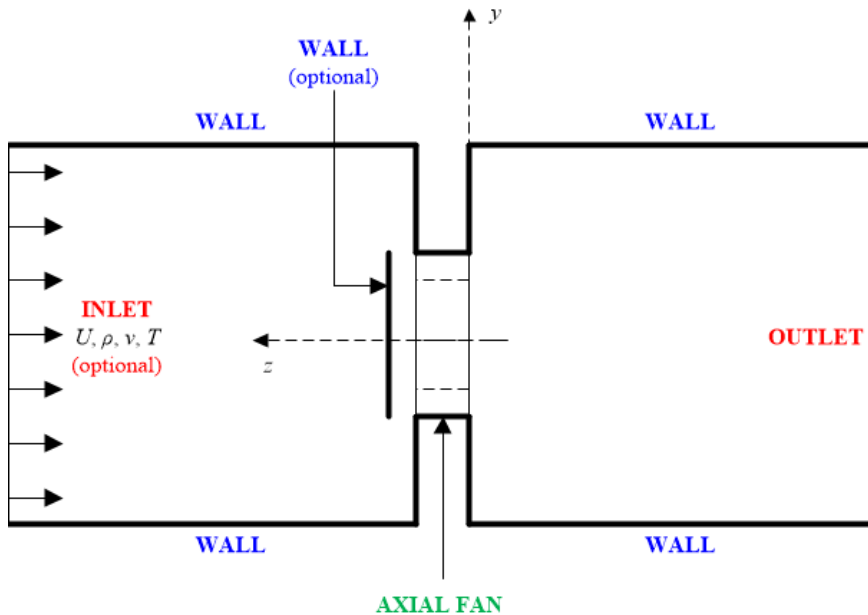 y
WALL
(optional)
WALL
WALL
INLET
U, ρ, ν, T
(optional)
z
OUTLET
WALL
WALL
AXIAL FAN